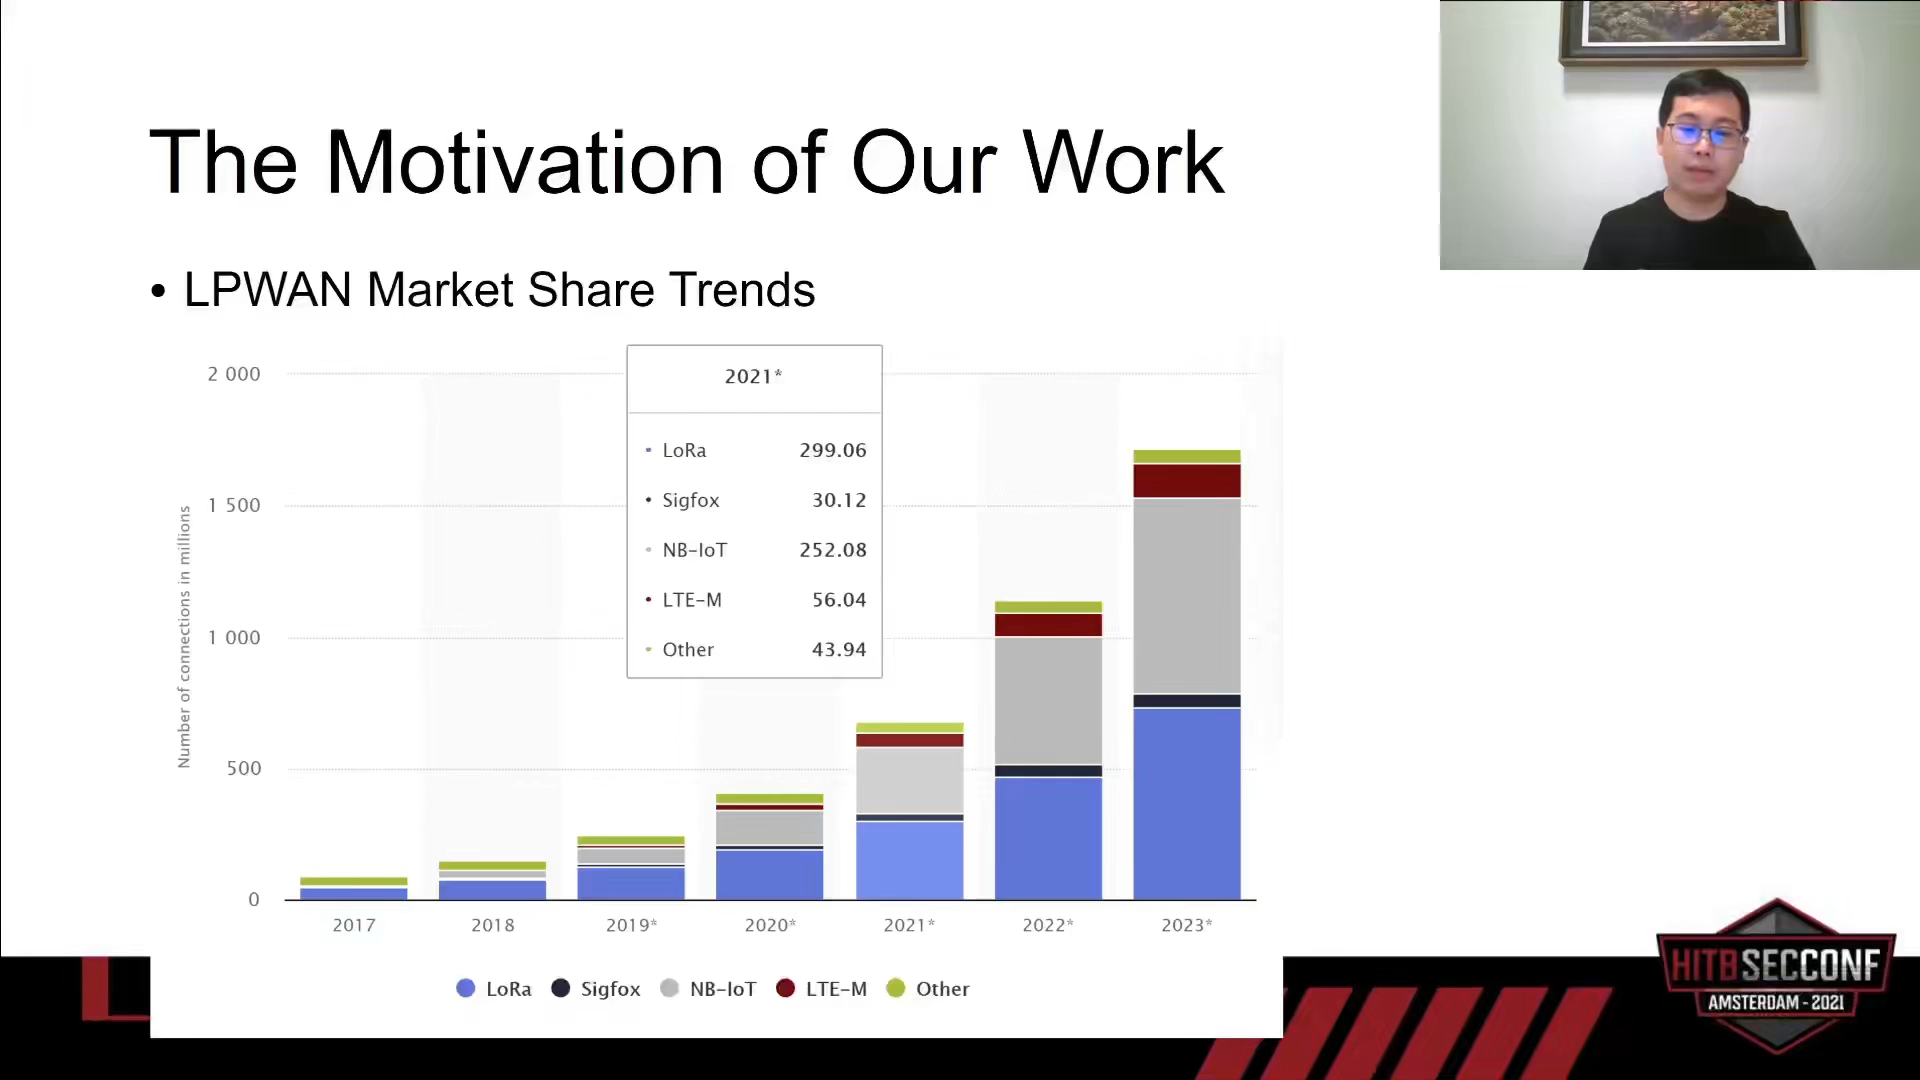 The Motivation of Our Work
• LPWAN Market Share Trends
Number of connections in millions
2 000
1 500
1 000
500
0
2021*
LoRa 299.06
Sigfox 30.12
NB-IoT 252.08
LTE-M 56.04
Other 43.94
2017 2018 2019* 2020* 2021* 2022* 2023*
LoRa Sigfox NB-IoT LTE-M Other
HITBSECCONF
AMSTERDAM - 2021